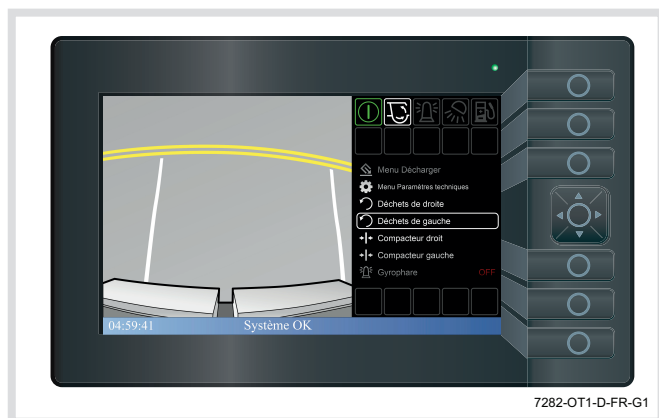 Menu Décharger
Menu Paramètres techniques
Déchets de droite
Déchets de gauche
Compacteur droit
Compacteur gauche
Gyrophare OFF
04:59:41 Système OK
7282-OT1-D-FR-G1